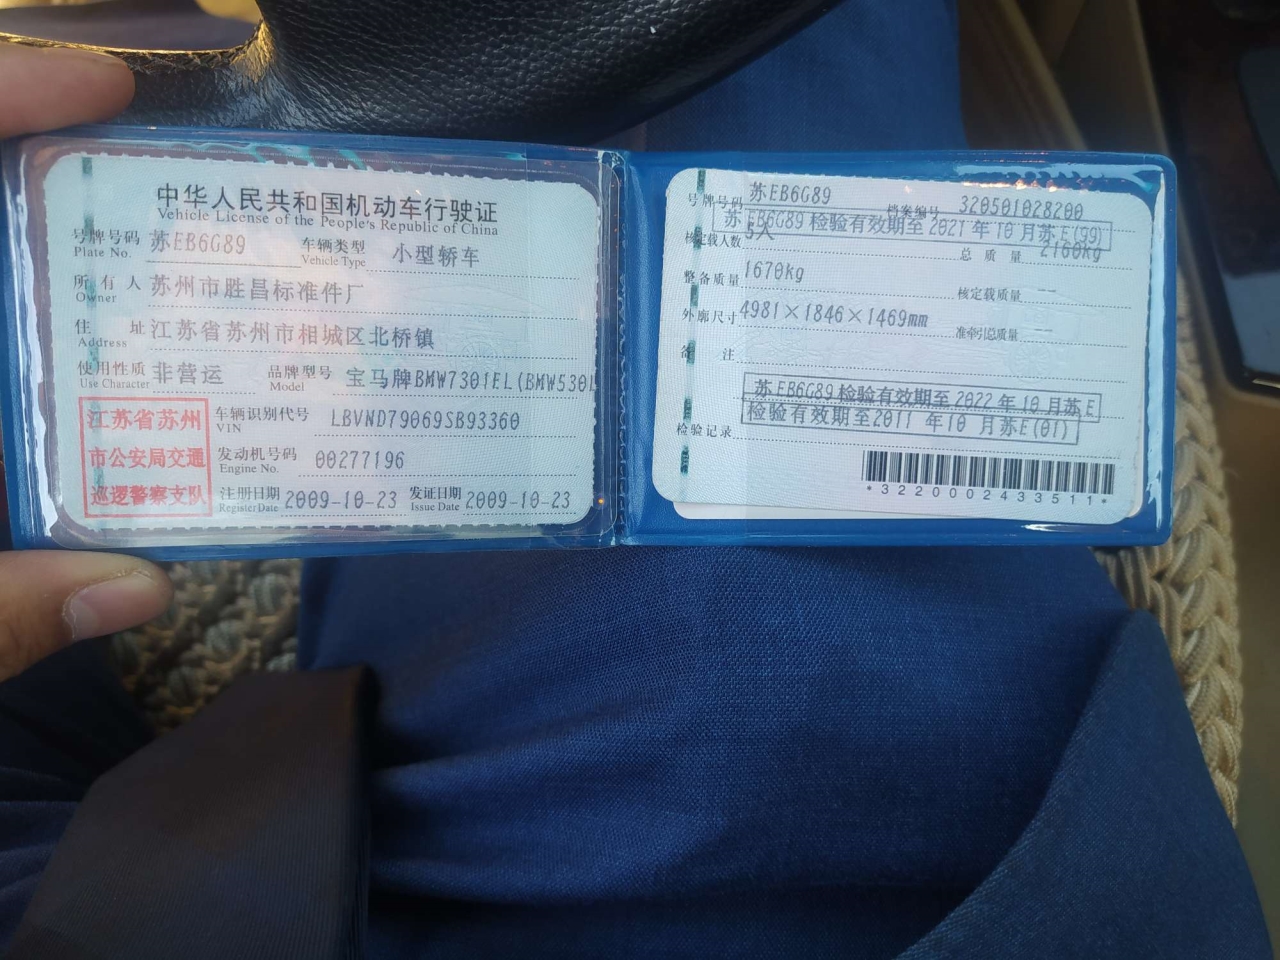 中华人民共和国机动车行驶证
Vehicle License of the People's Republic of China
号牌号码 苏EB6G89 车辆类型 小型轿车
Plate No. Vehicle Type
所有人 苏州市胜昌标准件厂
Owner
住址 江苏省苏州市相城区北桥镇
Address
使用性质 非营运 品牌型号 宝马牌BMW7301EL(BMW530L
Use Character Model
江苏省苏州
市公安局交通
巡逻警察支队
车辆识别代号 LBVND79069SB93360
VIN
发动机号码 00277196
Engine No.
注册日期 2009-10-23 发证日期 2009-10-23
Register Date Issue Date
号牌号码 苏EB6G89 档案编号 320501028200
苏EB6G89检验有效期至2021年10月苏E(99)
核定载人数 5人 总质量 2160kg
整备质量 1670kg 核定载质量 --
外廓尺寸 4981×1846×1469mm 准牵引总质量 --
备注
苏EB6G89检验有效期至2022年10月苏E
检验有效期至2011年10月苏E(01)
检验记录
*3220002433511*